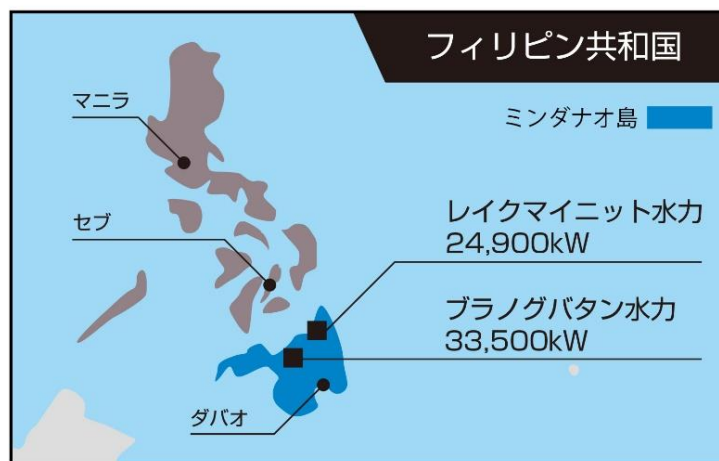 フィリピン共和国
ミンダナオ島
マニラ
セブ
レイクマイニット水力
24,900kW
ブラノグバタン水力
33,500kW
ダバオ